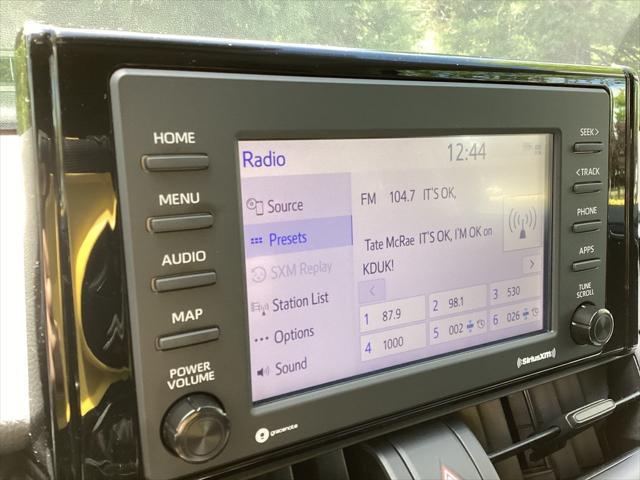 HOME
MENU
AUDIO
MAP
POWER
VOLUME
Radio
12:44
Source
Presets
SXM Replay
Station List
Options
Sound
FM 104.7 IT'S OK,
Tate McRae IT'S OK, I'M OK on
KDUK!
<
>
1 87.9
2 98.1
3 530
4 1000
5 002
6 026
SEEK >
< TRACK
PHONE
APPS
TUNE
SCROLL
gracenote
SiriusXM